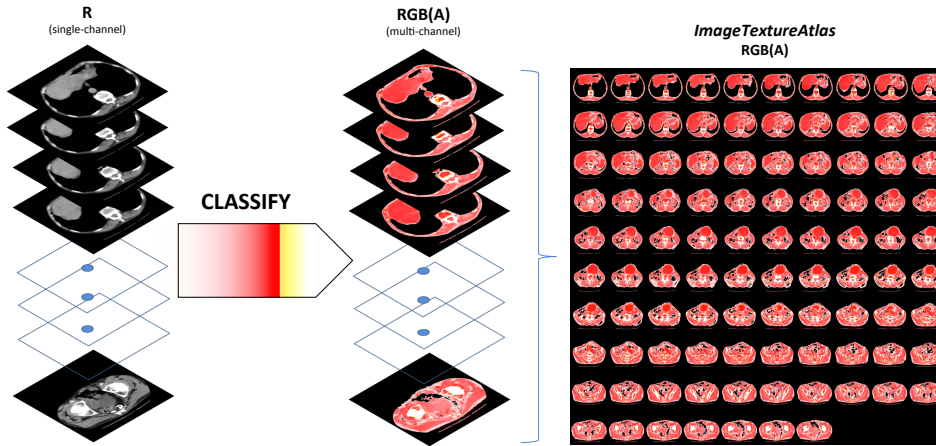 R
(single-channel)
RGB(A)
(multi-channel)
ImageTextureAtlas
RGB(A)
CLASSIFY